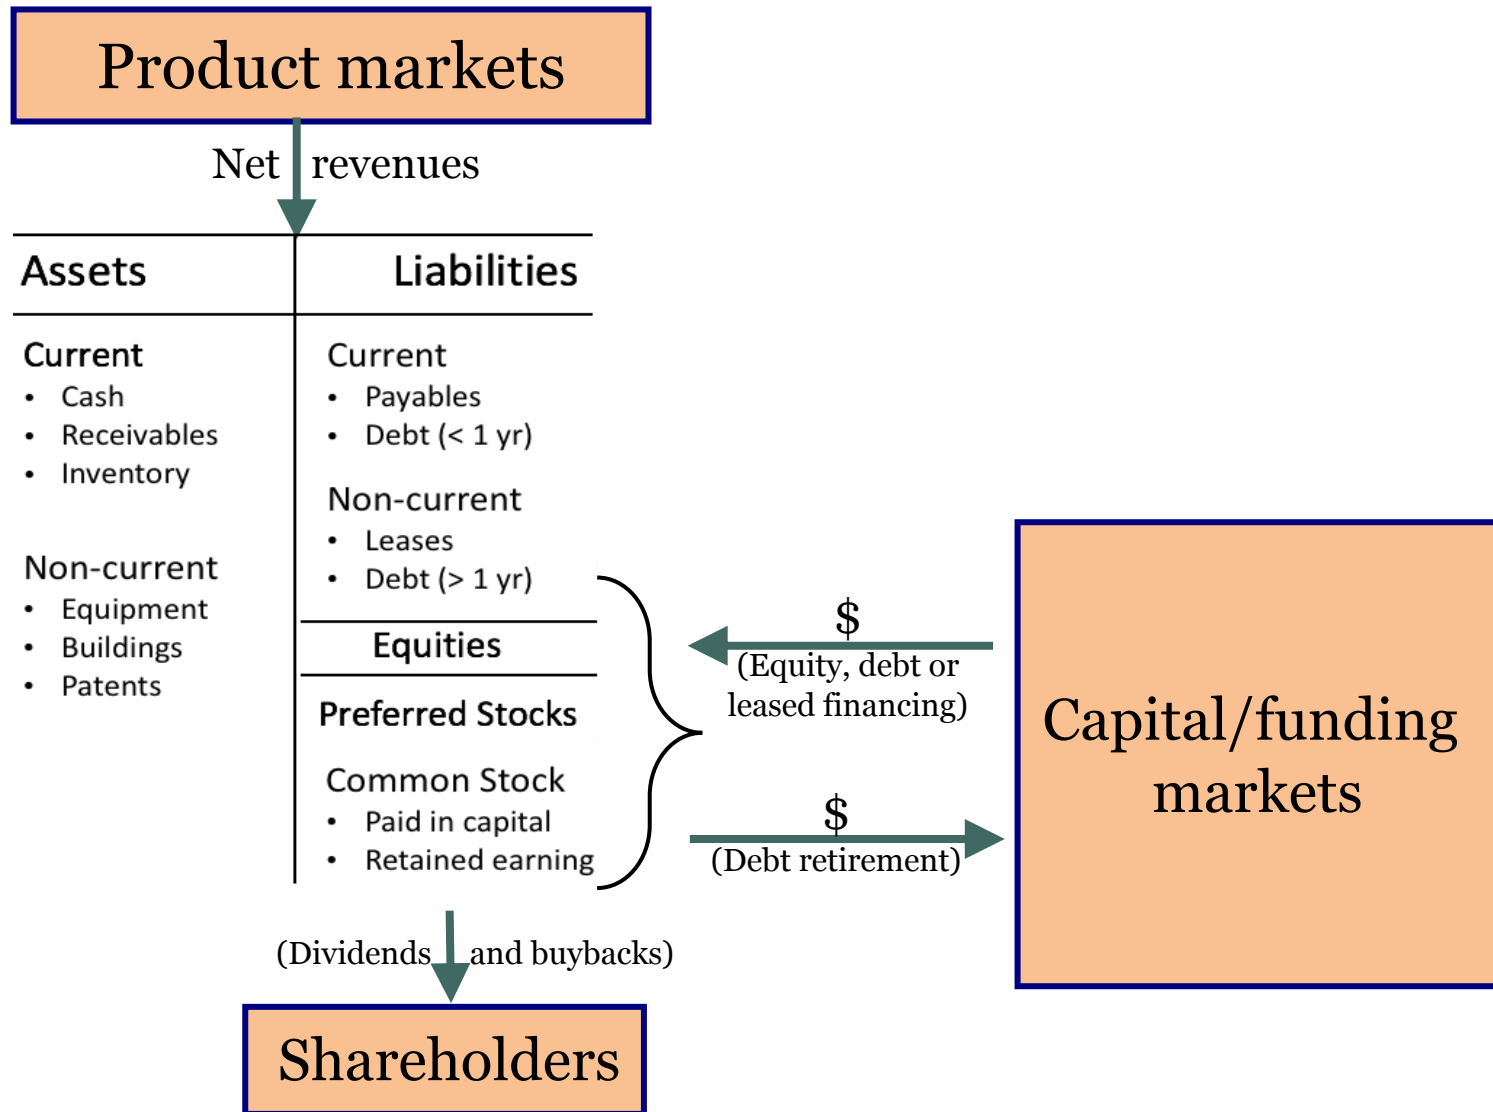 Product markets
Net revenues
Assets
Liabilities
Current
• Cash
• Receivables
• Inventory
Non-current
• Equipment
• Buildings
• Patents
Current
• Payables
• Debt (< 1 yr)
Non-current
• Leases
• Debt (> 1 yr)
Equities
Preferred Stocks
Common Stock
• Paid in capital
• Retained earning
$
(Equity, debt or
leased financing)
$
(Debt retirement)
Capital/funding
markets
(Dividends and buybacks)
Shareholders